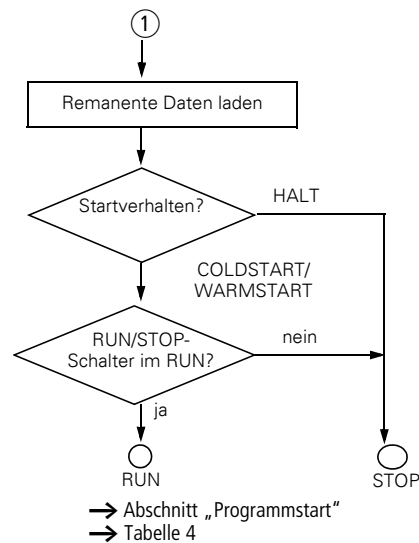 1
Remanente Daten laden
Startverhalten?
HALT
COLDSTART/
WARMSTART
RUN/STOP-
Schalter im RUN?
nein
ja
RUN
STOP
→ Abschnitt „Programmstart“
→ Tabelle 4